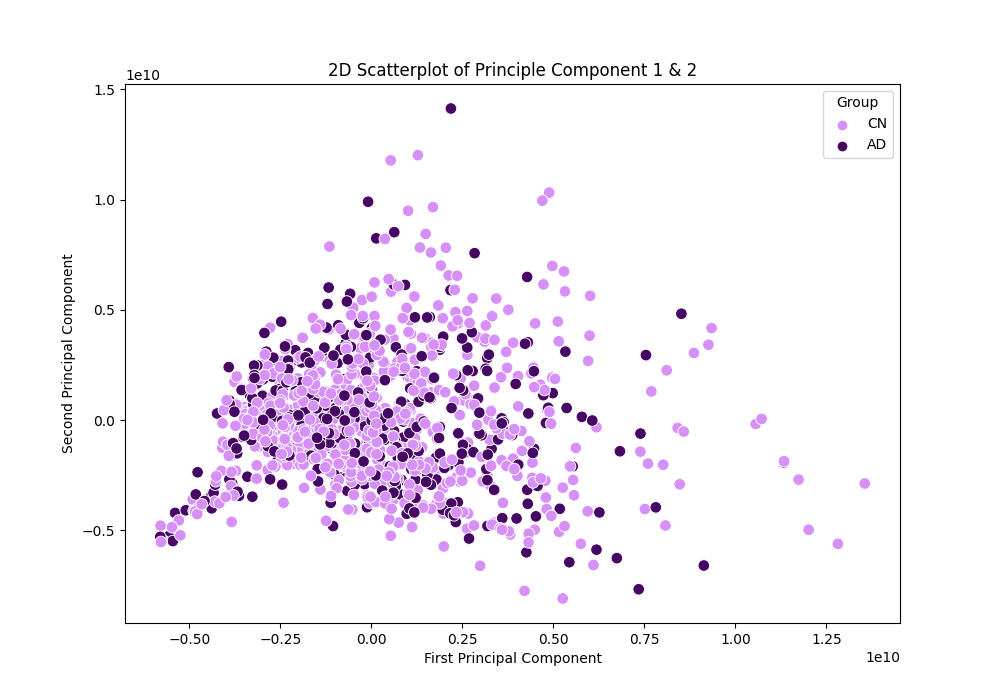 2D Scatterplot of Principle Component 1 & 2
1e10
1.5
1.0
0.5
0.0
−0.5
Second Principal Component
Group
CN
AD
−0.50
−0.25
0.00
0.25
0.50
0.75
1.00
1.25
First Principal Component
1e10